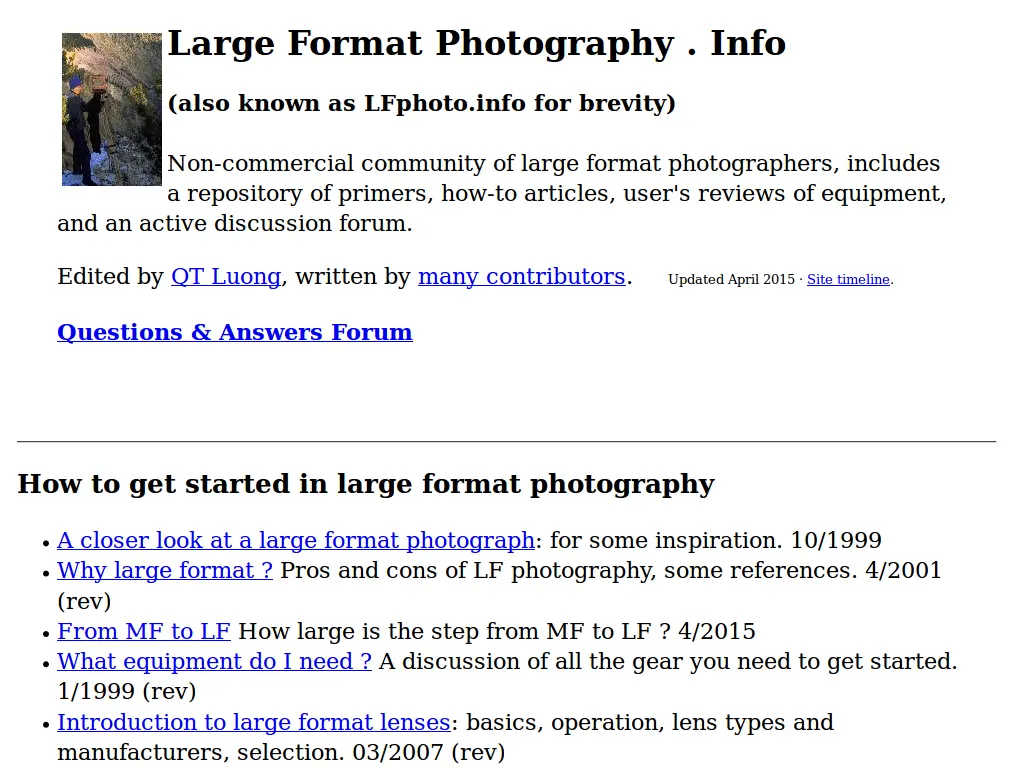 Large Format Photography . Info
(also known as LFphoto.info for brevity)
Non-commercial community of large format photographers, includes
a repository of primers, how-to articles, user's reviews of equipment,
and an active discussion forum.
Edited by QT Luong, written by many contributors. Updated April 2015 · Site timeline.
Questions & Answers Forum
How to get started in large format photography
• A closer look at a large format photograph: for some inspiration. 10/1999
• Why large format ? Pros and cons of LF photography, some references. 4/2001
(rev)
• From MF to LF How large is the step from MF to LF ? 4/2015
• What equipment do I need ? A discussion of all the gear you need to get started.
1/1999 (rev)
• Introduction to large format lenses: basics, operation, lens types and
manufacturers, selection. 03/2007 (rev)